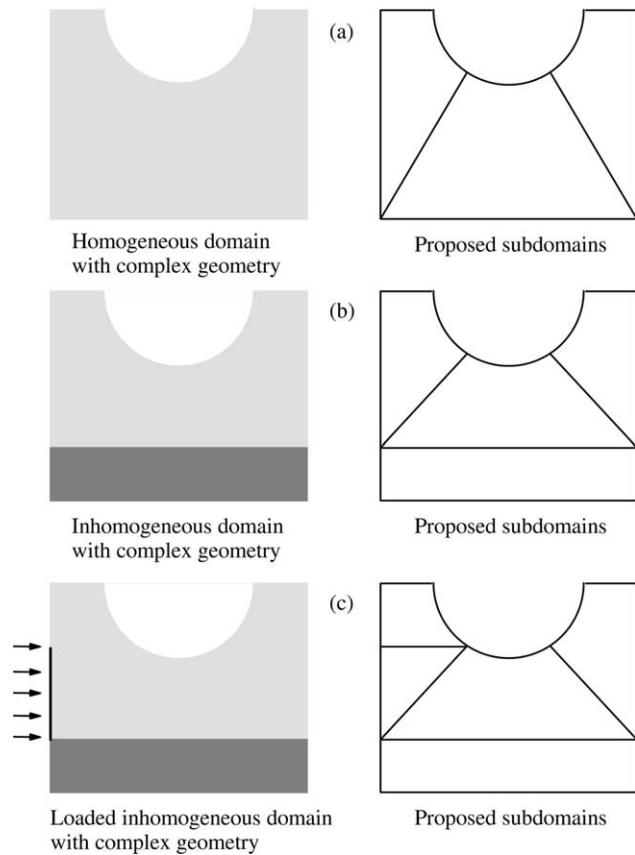 (a)
Homogeneous domain
with complex geometry
Proposed subdomains
(b)
Inhomogeneous domain
with complex geometry
Proposed subdomains
(c)
Loaded inhomogeneous domain
with complex geometry
Proposed subdomains